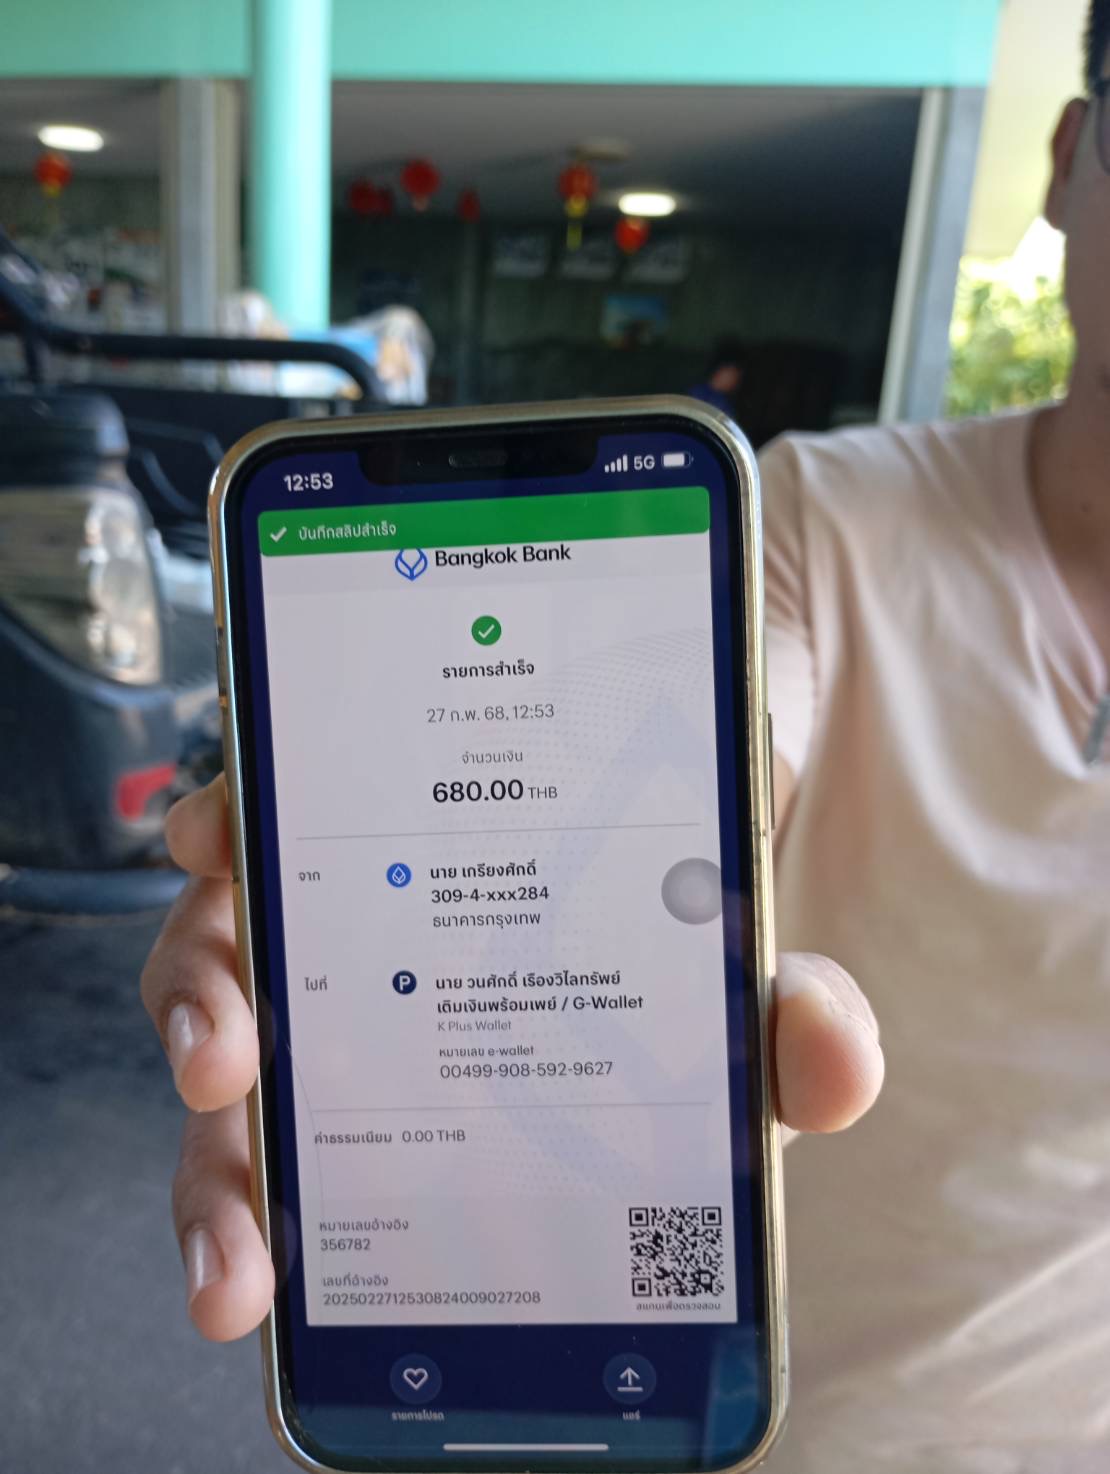 12:53
5G
บันทึกสลิปสำเร็จ
Bangkok Bank
รายการสำเร็จ
27 ก.พ. 68, 12:53
จำนวนเงิน
680.00 THB
จาก
นาย เกรียงศักดิ์
309-4-xxx284
ธนาคารกรุงเทพ
ไปที่
นาย วนศักดิ์ เรืองวิไลทรัพย์
เติมเงินพร้อมเพย์ / G-Wallet
K Plus Wallet
หมายเลข e-wallet
00499-908-592-9627
ค่าธรรมเนียม 0.00 THB
หมายเลขอ้างอิง
356782
เลขที่อ้างอิง
2025022712530824009027208
สแกนเพื่อตรวจสอบ
รายการโปรด
แชร์